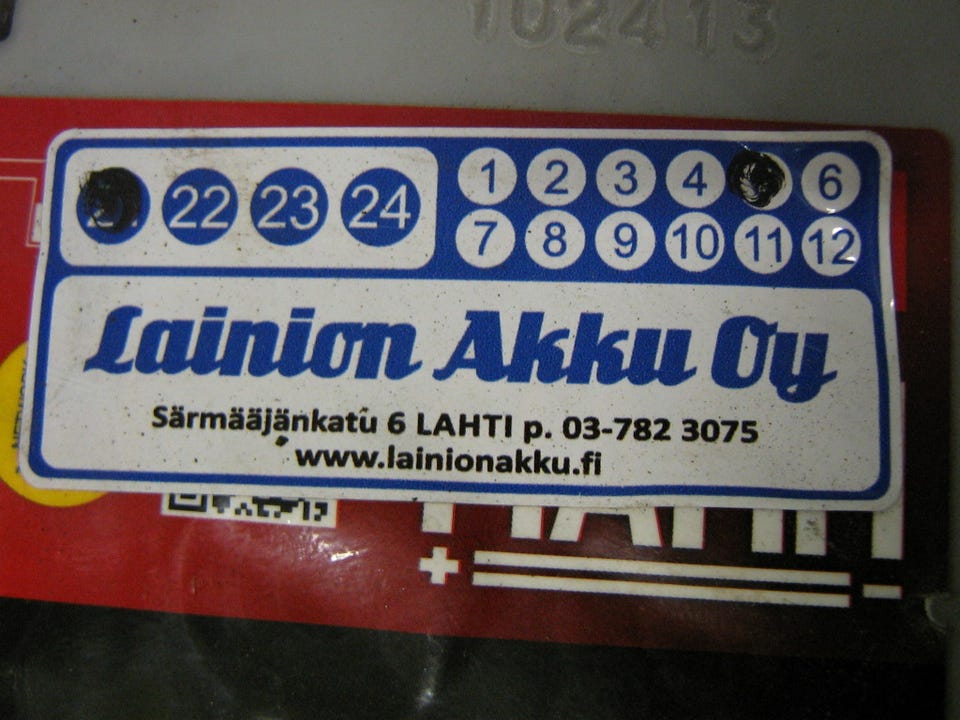 102413
22 23 24
1 2 3 4 6
7 8 9 10 11 12
Lainion Akku Oy
Särmääjänkatu 6 LAHTI p. 03-782 3075
www.lainionakku.fi
+ -